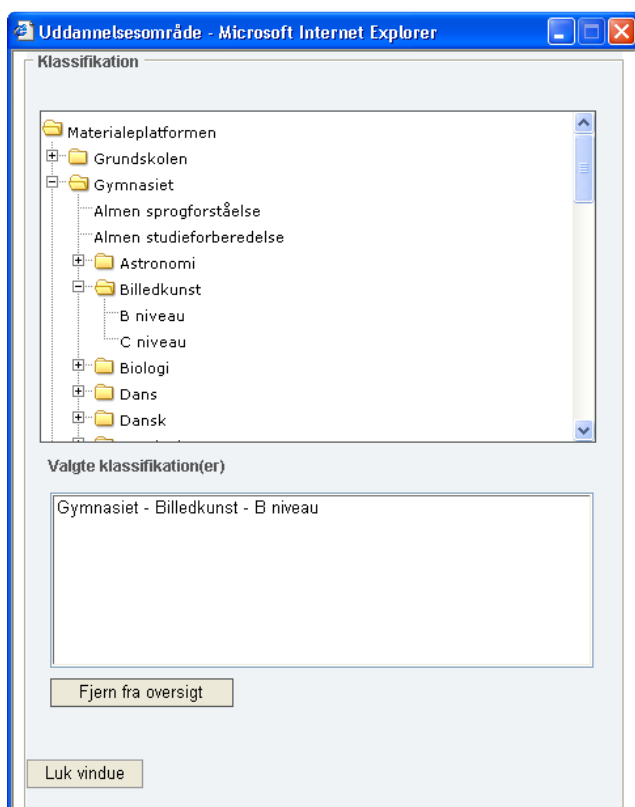 Uddannelsesområde - Microsoft Internet Explorer
Klassifikation
Materialeplatformen
Grundskolen
Gymnasiet
Almen sprogforståelse
Almen studieforberedelse
Astronomi
Billedkunst
B niveau
C niveau
Biologi
Dans
Dansk
Valgte klassifikation(er)
Gymnasiet - Billedkunst - B niveau
Fjern fra oversigt
Luk vindue